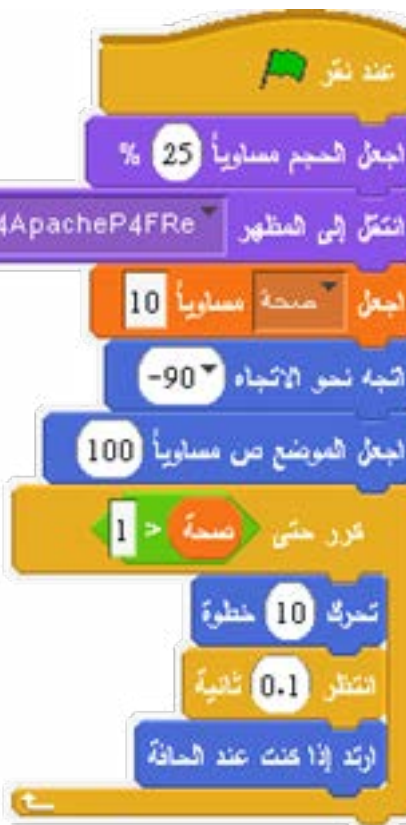 عند نقر
اجعل الحجم مساوياً 25 %
انتقل إلى المظهر 4ApacheP4FRe
اجعل صحة مساوياً 10
اتجه نحو الاتجاه -90
اجعل الموضع ص مساوياً 100
كرر حتى صحة < 1
تحرك 10 خطوة
انتظر 0.1 ثانية
ارتد إذا كنت عند الحافة